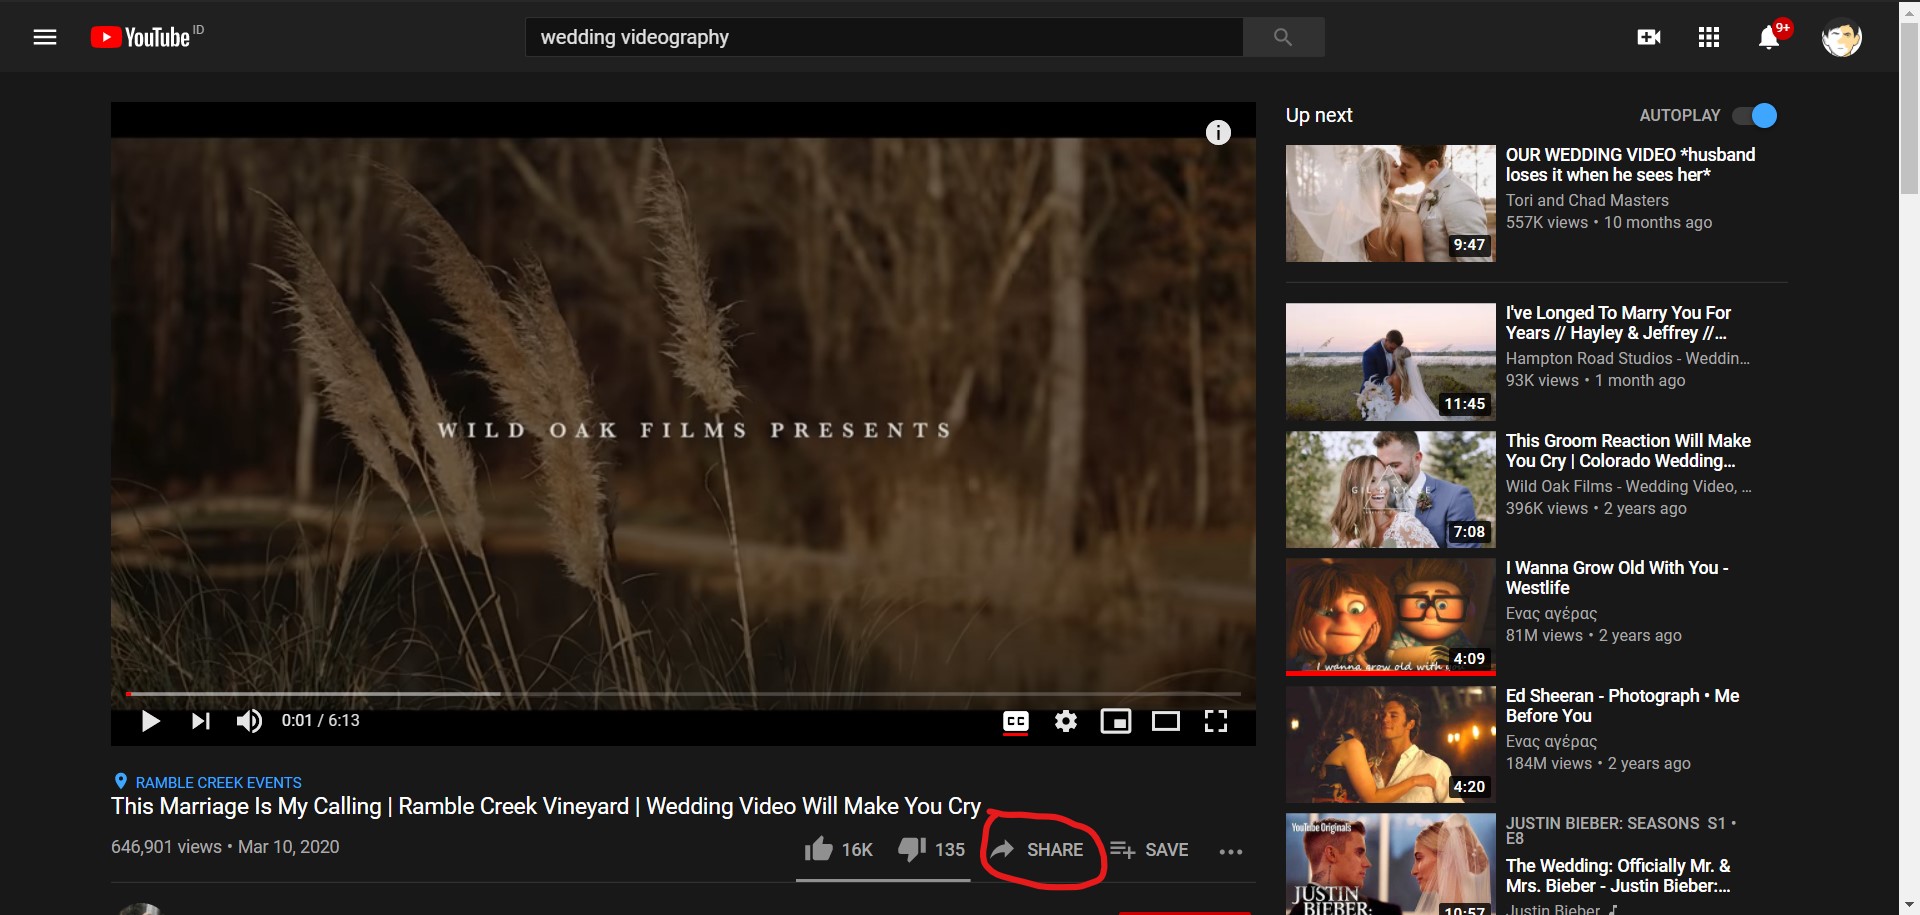 YouTube ID
wedding videography
9+
i
WILD OAK FILMS PRESENTS
0:01 / 6:13
CC
RAMBLE CREEK EVENTS
This Marriage Is My Calling | Ramble Creek Vineyard | Wedding Video Will Make You Cry
646,901 views • Mar 10, 2020
16K
135
SHARE
SAVE
Up next
AUTOPLAY
9:47
OUR WEDDING VIDEO *husband
loses it when he sees her*
Tori and Chad Masters
557K views • 10 months ago
11:45
I've Longed To Marry You For
Years // Hayley & Jeffrey //...
Hampton Road Studios - Weddin...
93K views • 1 month ago
7:08
This Groom Reaction Will Make
You Cry | Colorado Wedding...
Wild Oak Films - Wedding Video, ...
396K views • 2 years ago
I wanna grow old with
4:09
I Wanna Grow Old With You -
Westlife
Ενας αγέρας
81M views • 2 years ago
4:20
Ed Sheeran - Photograph • Me
Before You
Ενας αγέρας
184M views • 2 years ago
YouTube Originals
JUSTIN
BIEBER:
10:57
JUSTIN BIEBER: SEASONS S1 •
E8
The Wedding: Officially Mr. &
Mrs. Bieber - Justin Bieber:...
Justin Bieber